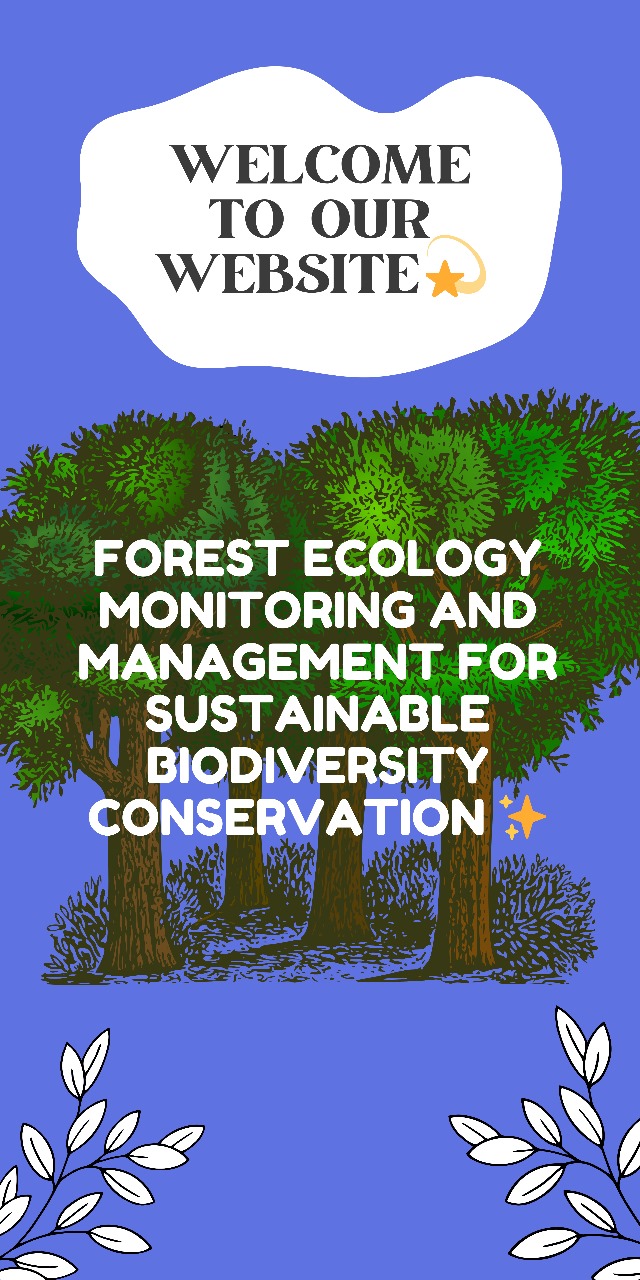 WELCOME
TO OUR
WEBSITE💫
FOREST ECOLOGY
MONITORING AND
MANAGEMENT FOR
SUSTAINABLE
BIODIVERSITY
CONSERVATION ✨